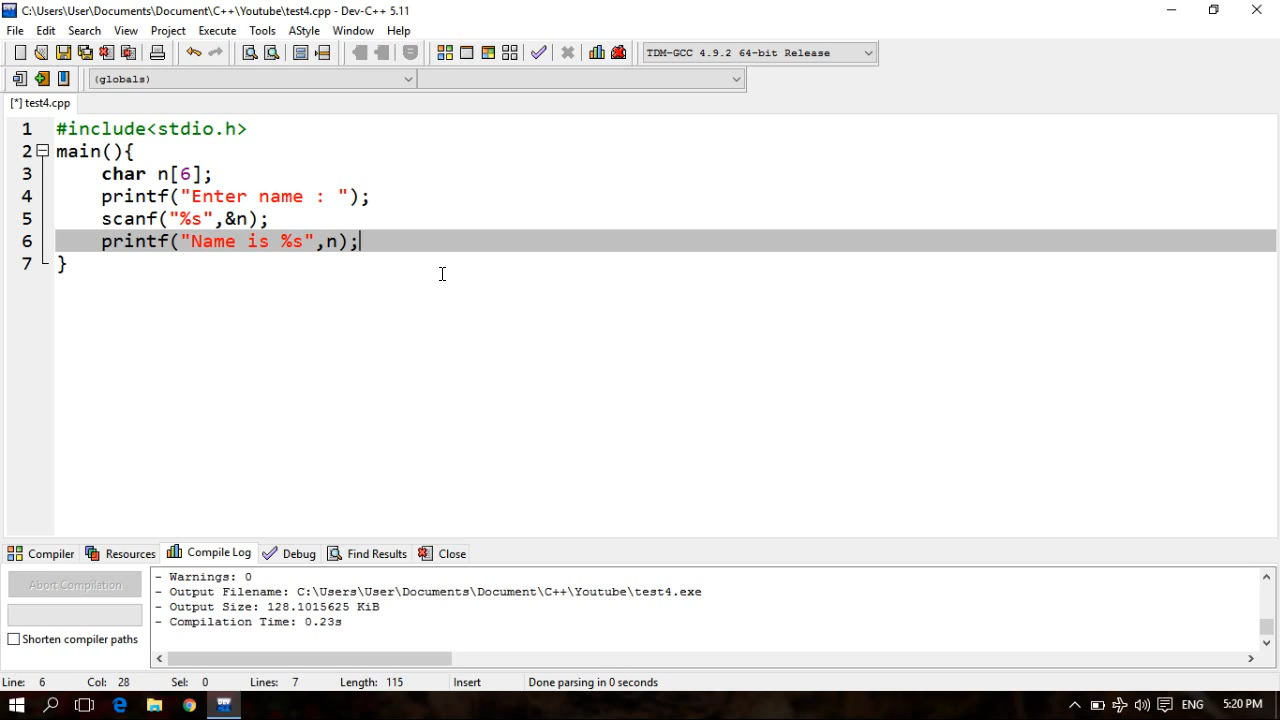 C:\Users\User\Documents\Document\C++\Youtube\test4.cpp - Dev-C++ 5.11
File Edit Search View Project Execute Tools AStyle Window Help
TDM-GCC 4.9.2 64-bit Release
(globals)
[*] test4.cpp
1 #include<stdio.h>
2 main(){
3 char n[6];
4 printf("Enter name : ");
5 scanf("%s",&n);
6 printf("Name is %s",n);
7 }
Compiler Resources Compile Log Debug Find Results Close
Abort Compilation
Shorten compiler paths
- Warnings: 0
- Output Filename: C:\Users\User\Documents\Document\C++\Youtube\test4.exe
- Output Size: 128.1015625 KiB
- Compilation Time: 0.23s
Line: 6 Col: 28 Sel: 0 Lines: 7 Length: 115 Insert Done parsing in 0 seconds
DEV ENG 5:20 PM